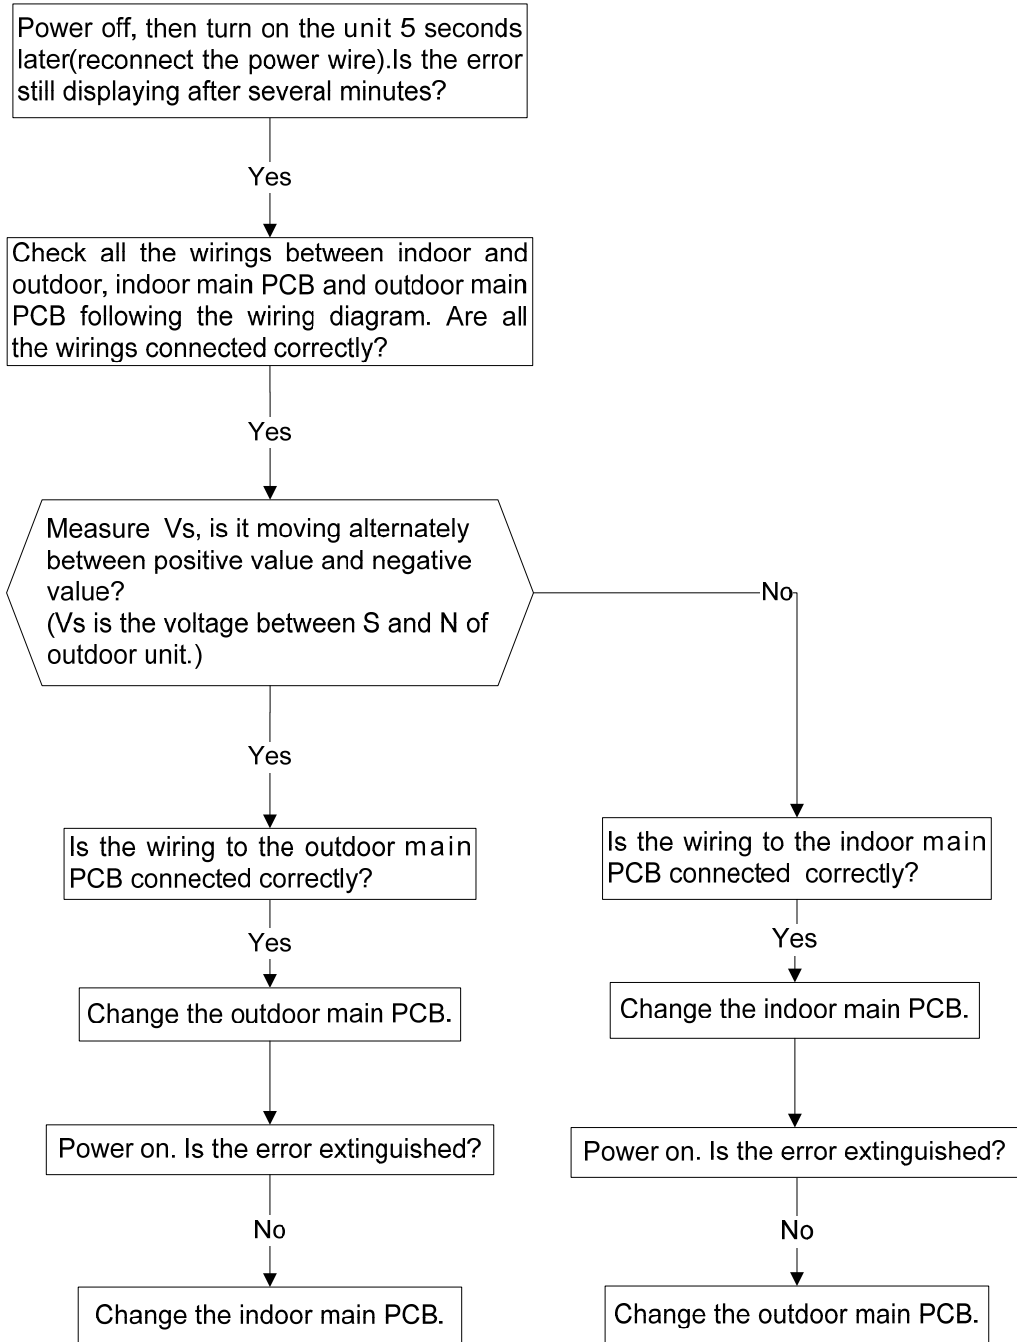 Power off, then turn on the unit 5 seconds
later(reconnect the power wire).Is the error
still displaying after several minutes?
Yes
Check all the wirings between indoor and
outdoor, indoor main PCB and outdoor main
PCB following the wiring diagram. Are all
the wirings connected correctly?
Yes
Measure Vs, is it moving alternately
between positive value and negative
value?
(Vs is the voltage between S and N of
outdoor unit.)
No
Yes
Is the wiring to the outdoor main
PCB connected correctly?
Yes
Change the outdoor main PCB.
Power on. Is the error extinguished?
No
Change the indoor main PCB.
Is the wiring to the indoor main
PCB connected correctly?
Yes
Change the indoor main PCB.
Power on. Is the error extinguished?
No
Change the outdoor main PCB.